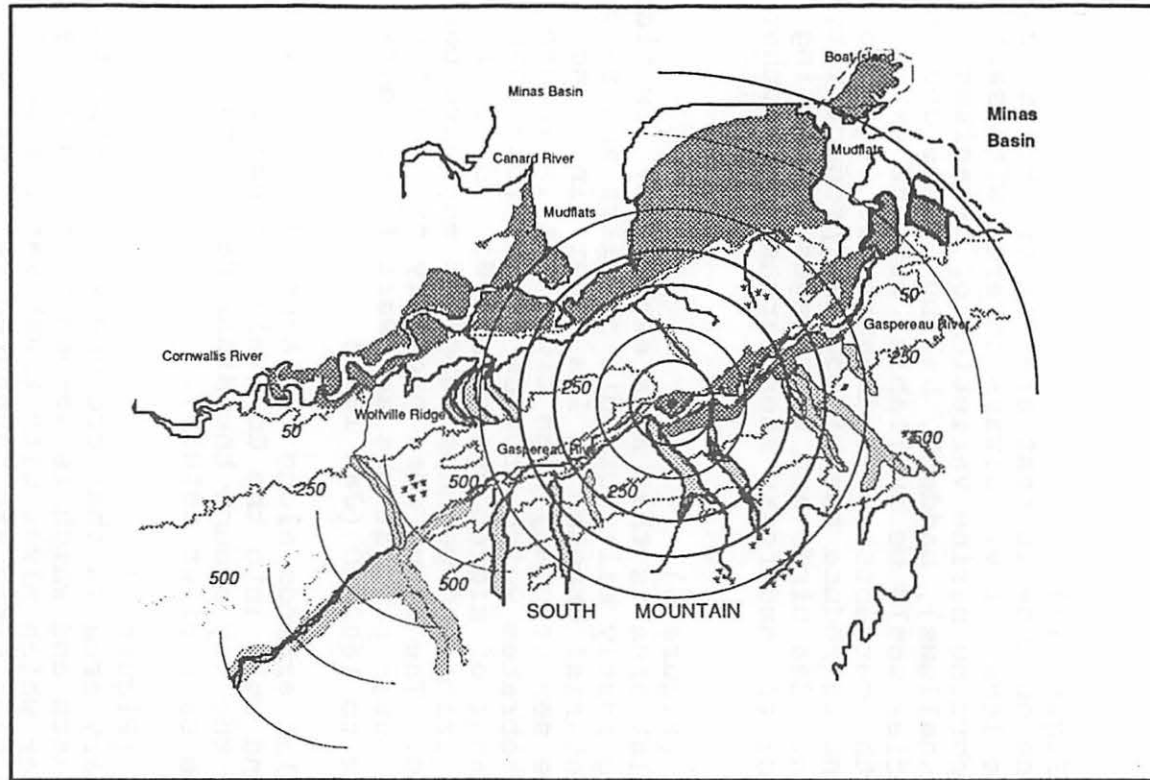 Boat Island
Minas Basin
Minas
Basin
Mudflats
Canard River
Mudflats
50
Gaspereau River
250
Cornwallis River
250
Wolfville Ridge
50
500
Gaspereau River
500
250
250
250
500
500
SOUTH MOUNTAIN